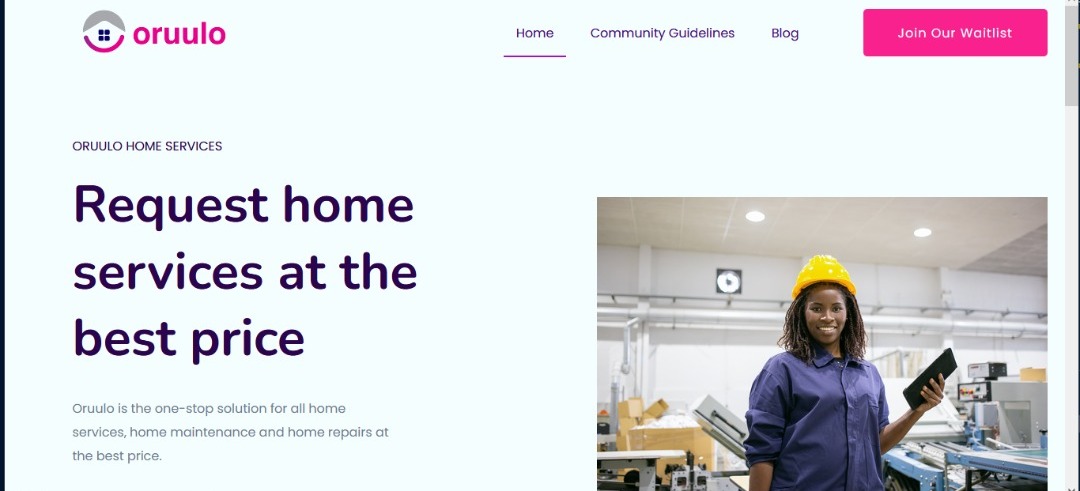 oruulo
Home
Community Guidelines
Blog
Join Our Waitlist
ORUULO HOME SERVICES
Request home
services at the
best price
Oruulo is the one-stop solution for all home
services, home maintenance and home repairs at
the best price.